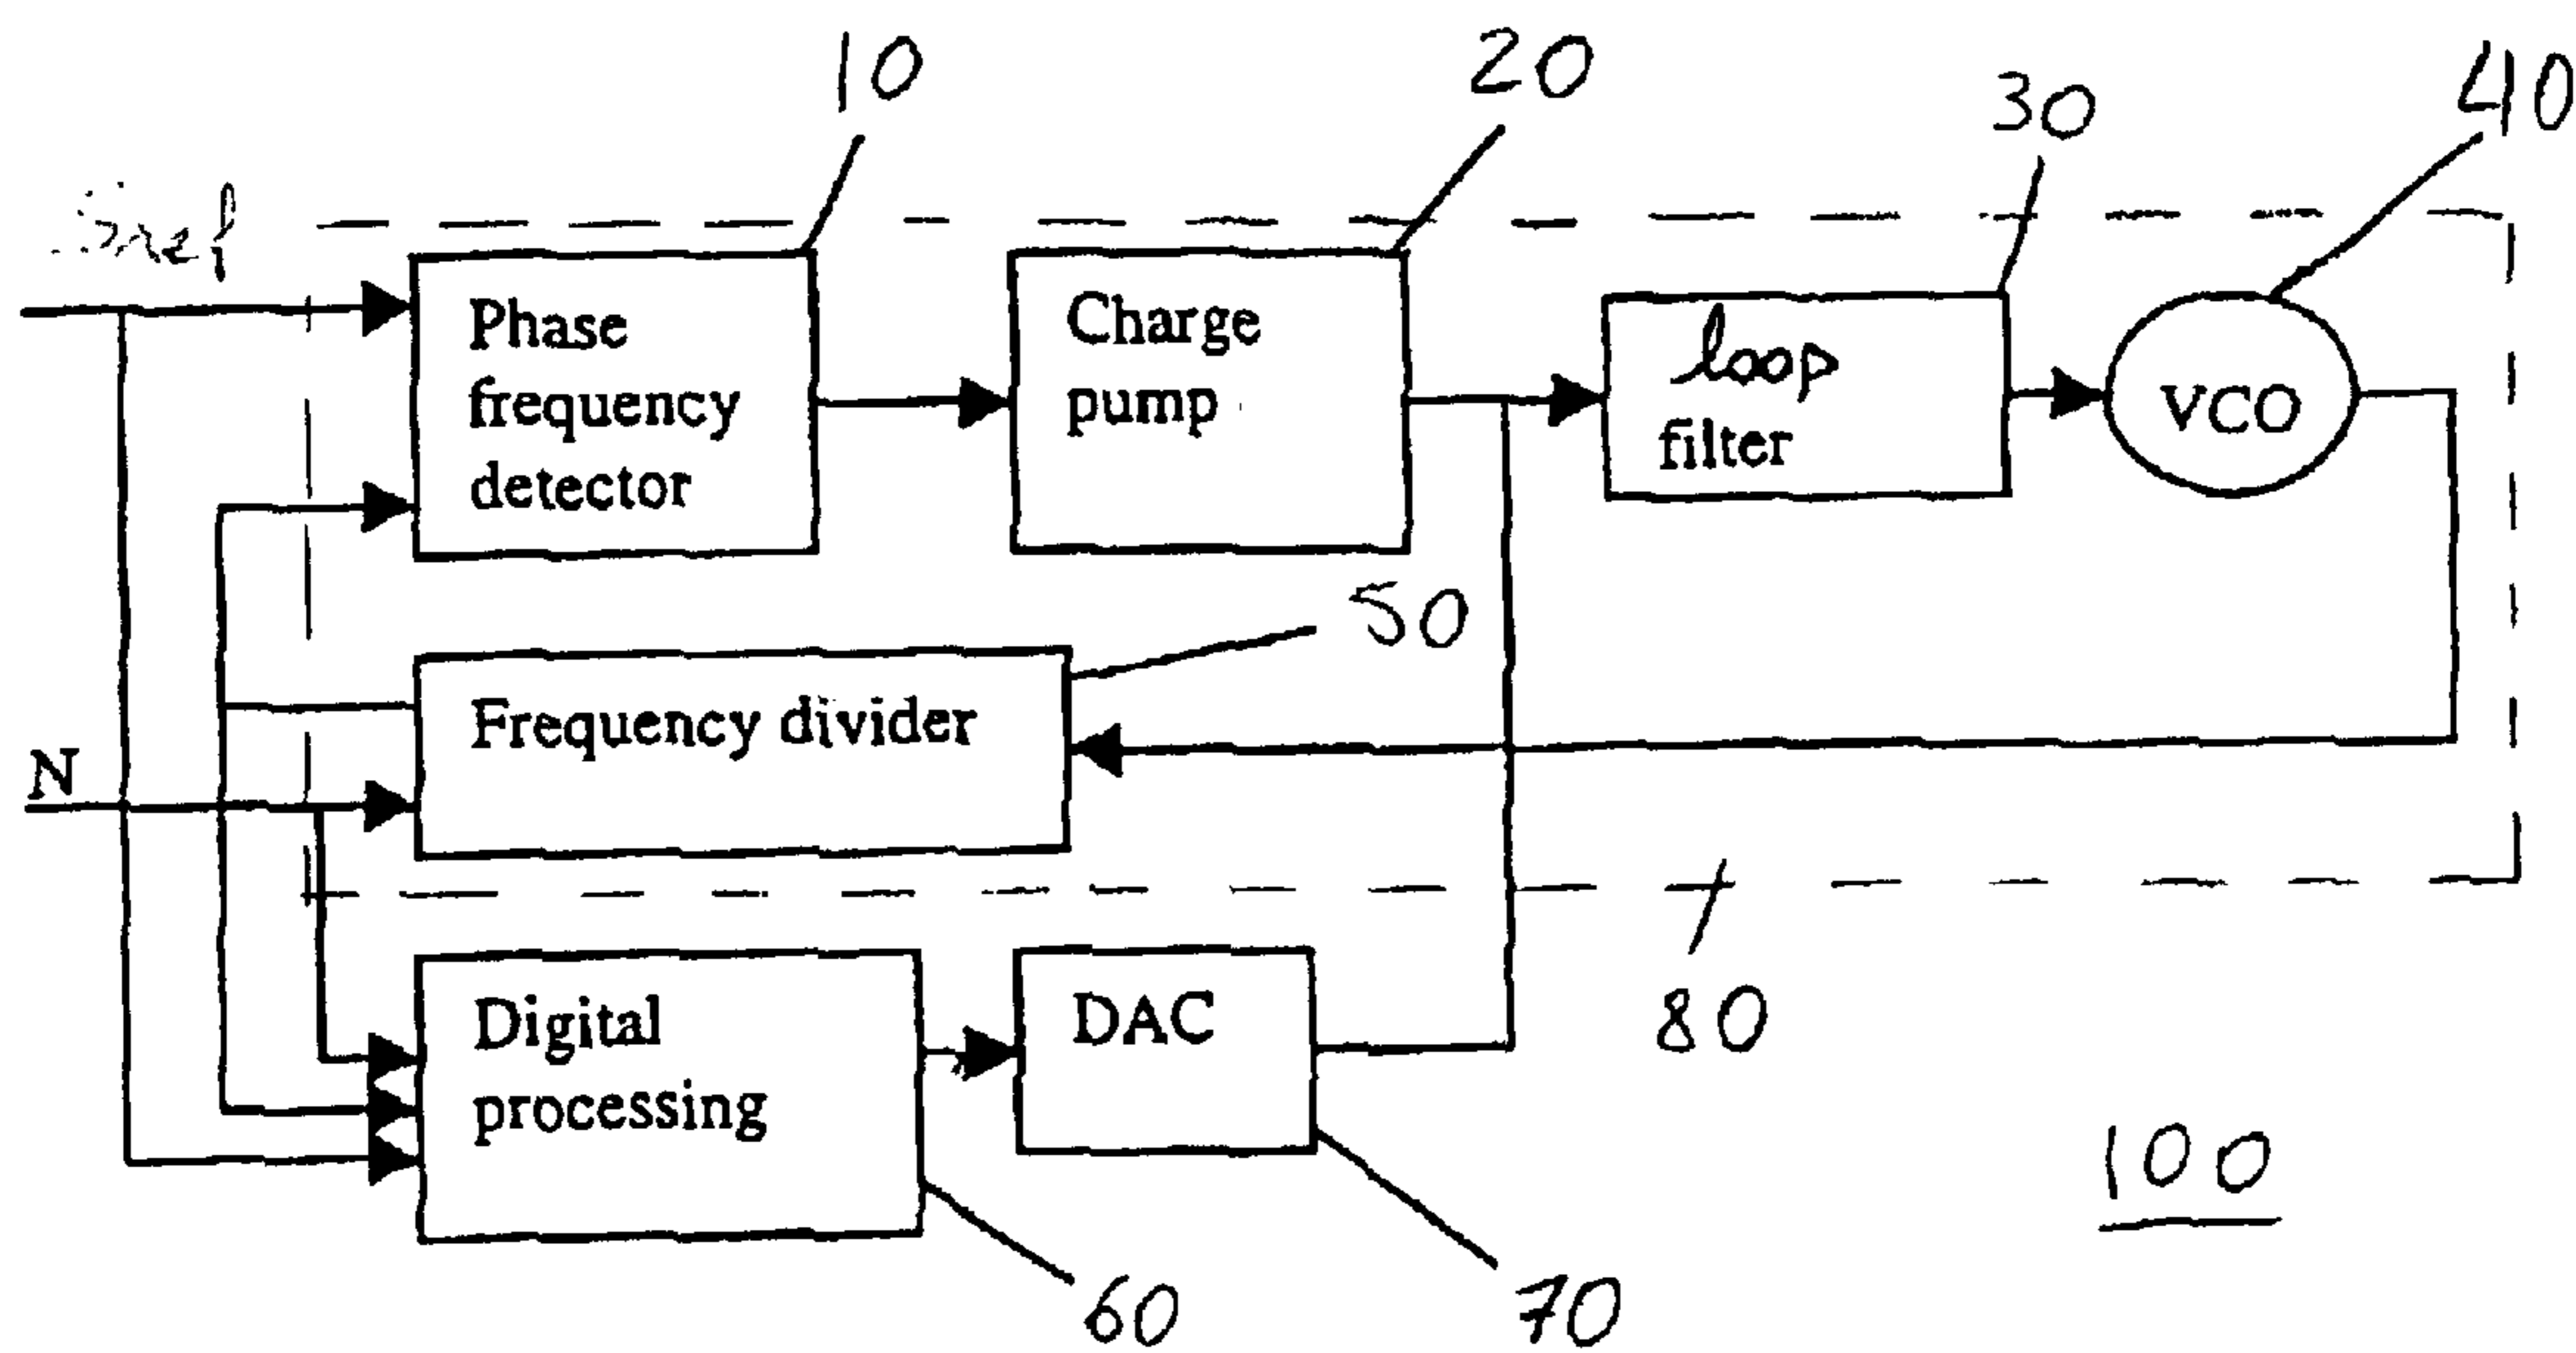 10
20
30
40
Sref
Phase
frequency
detector
Charge
pump
loop
filter
VCO
50
Frequency divider
N
80
Digital
processing
DAC
100
60
70